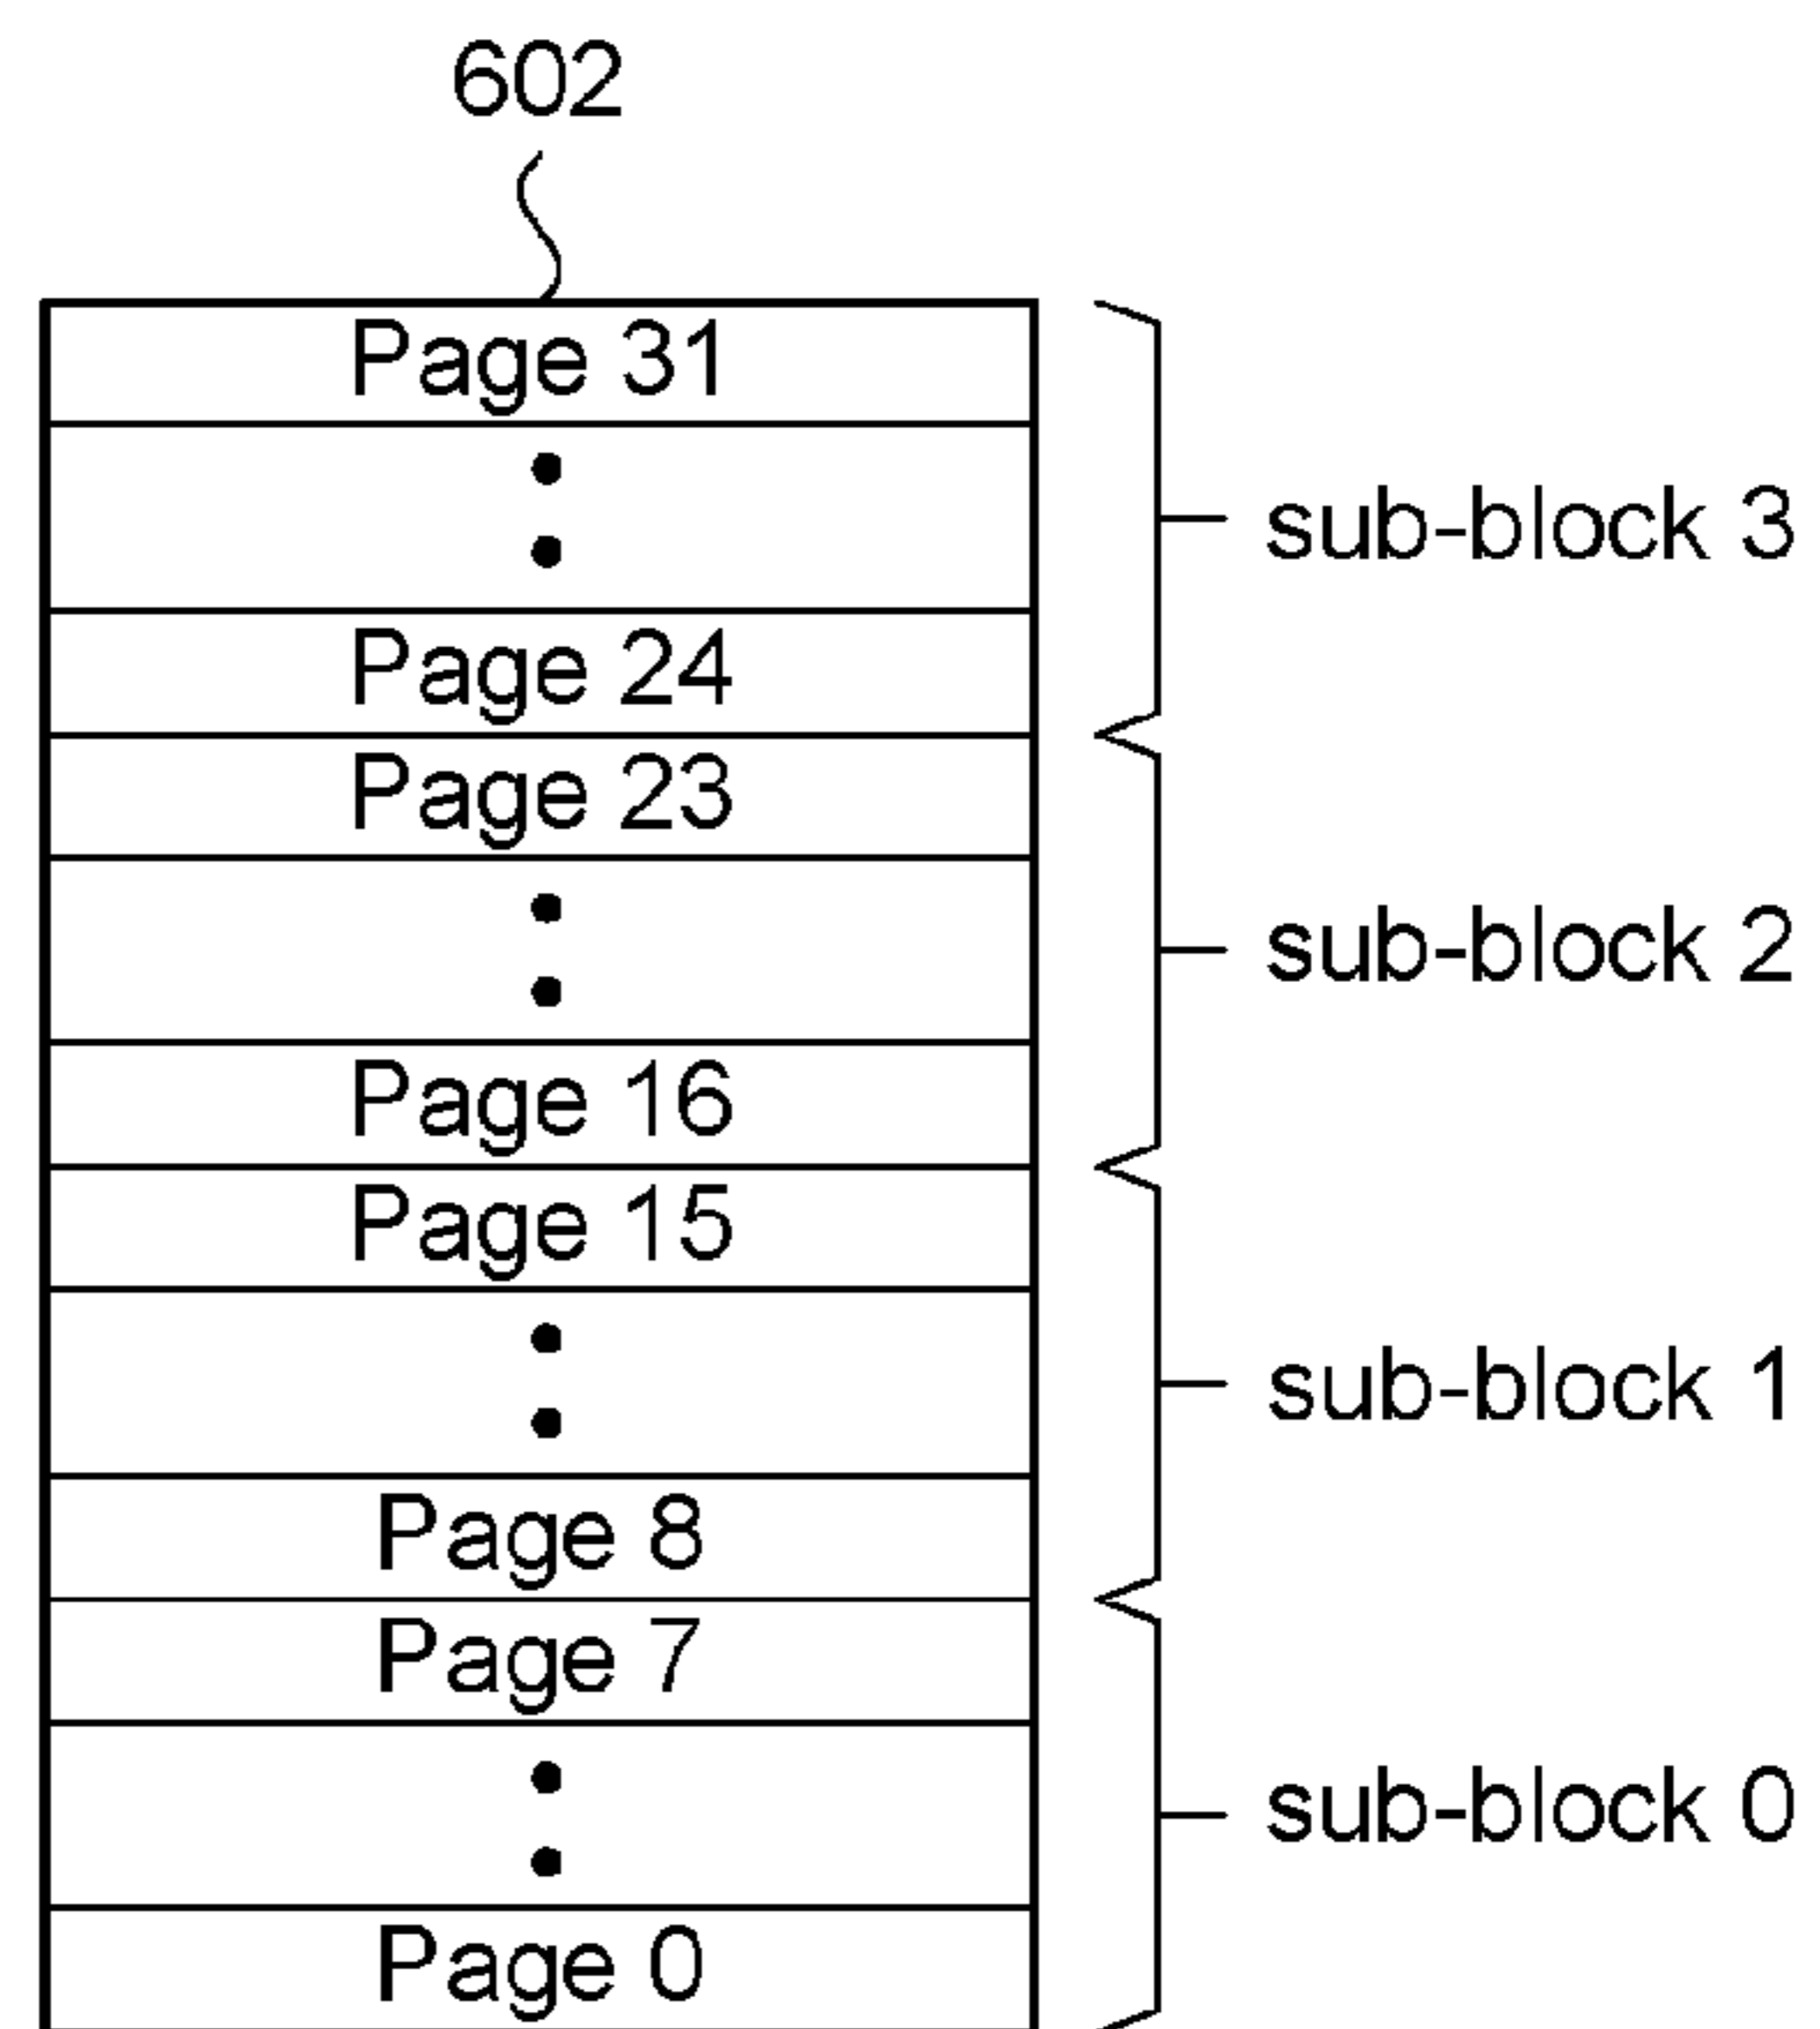 602
Page 31
sub-block 3
Page 24
Page 23
sub-block 2
Page 16
Page 15
sub-block 1
Page 8
Page 7
sub-block 0
Page 0